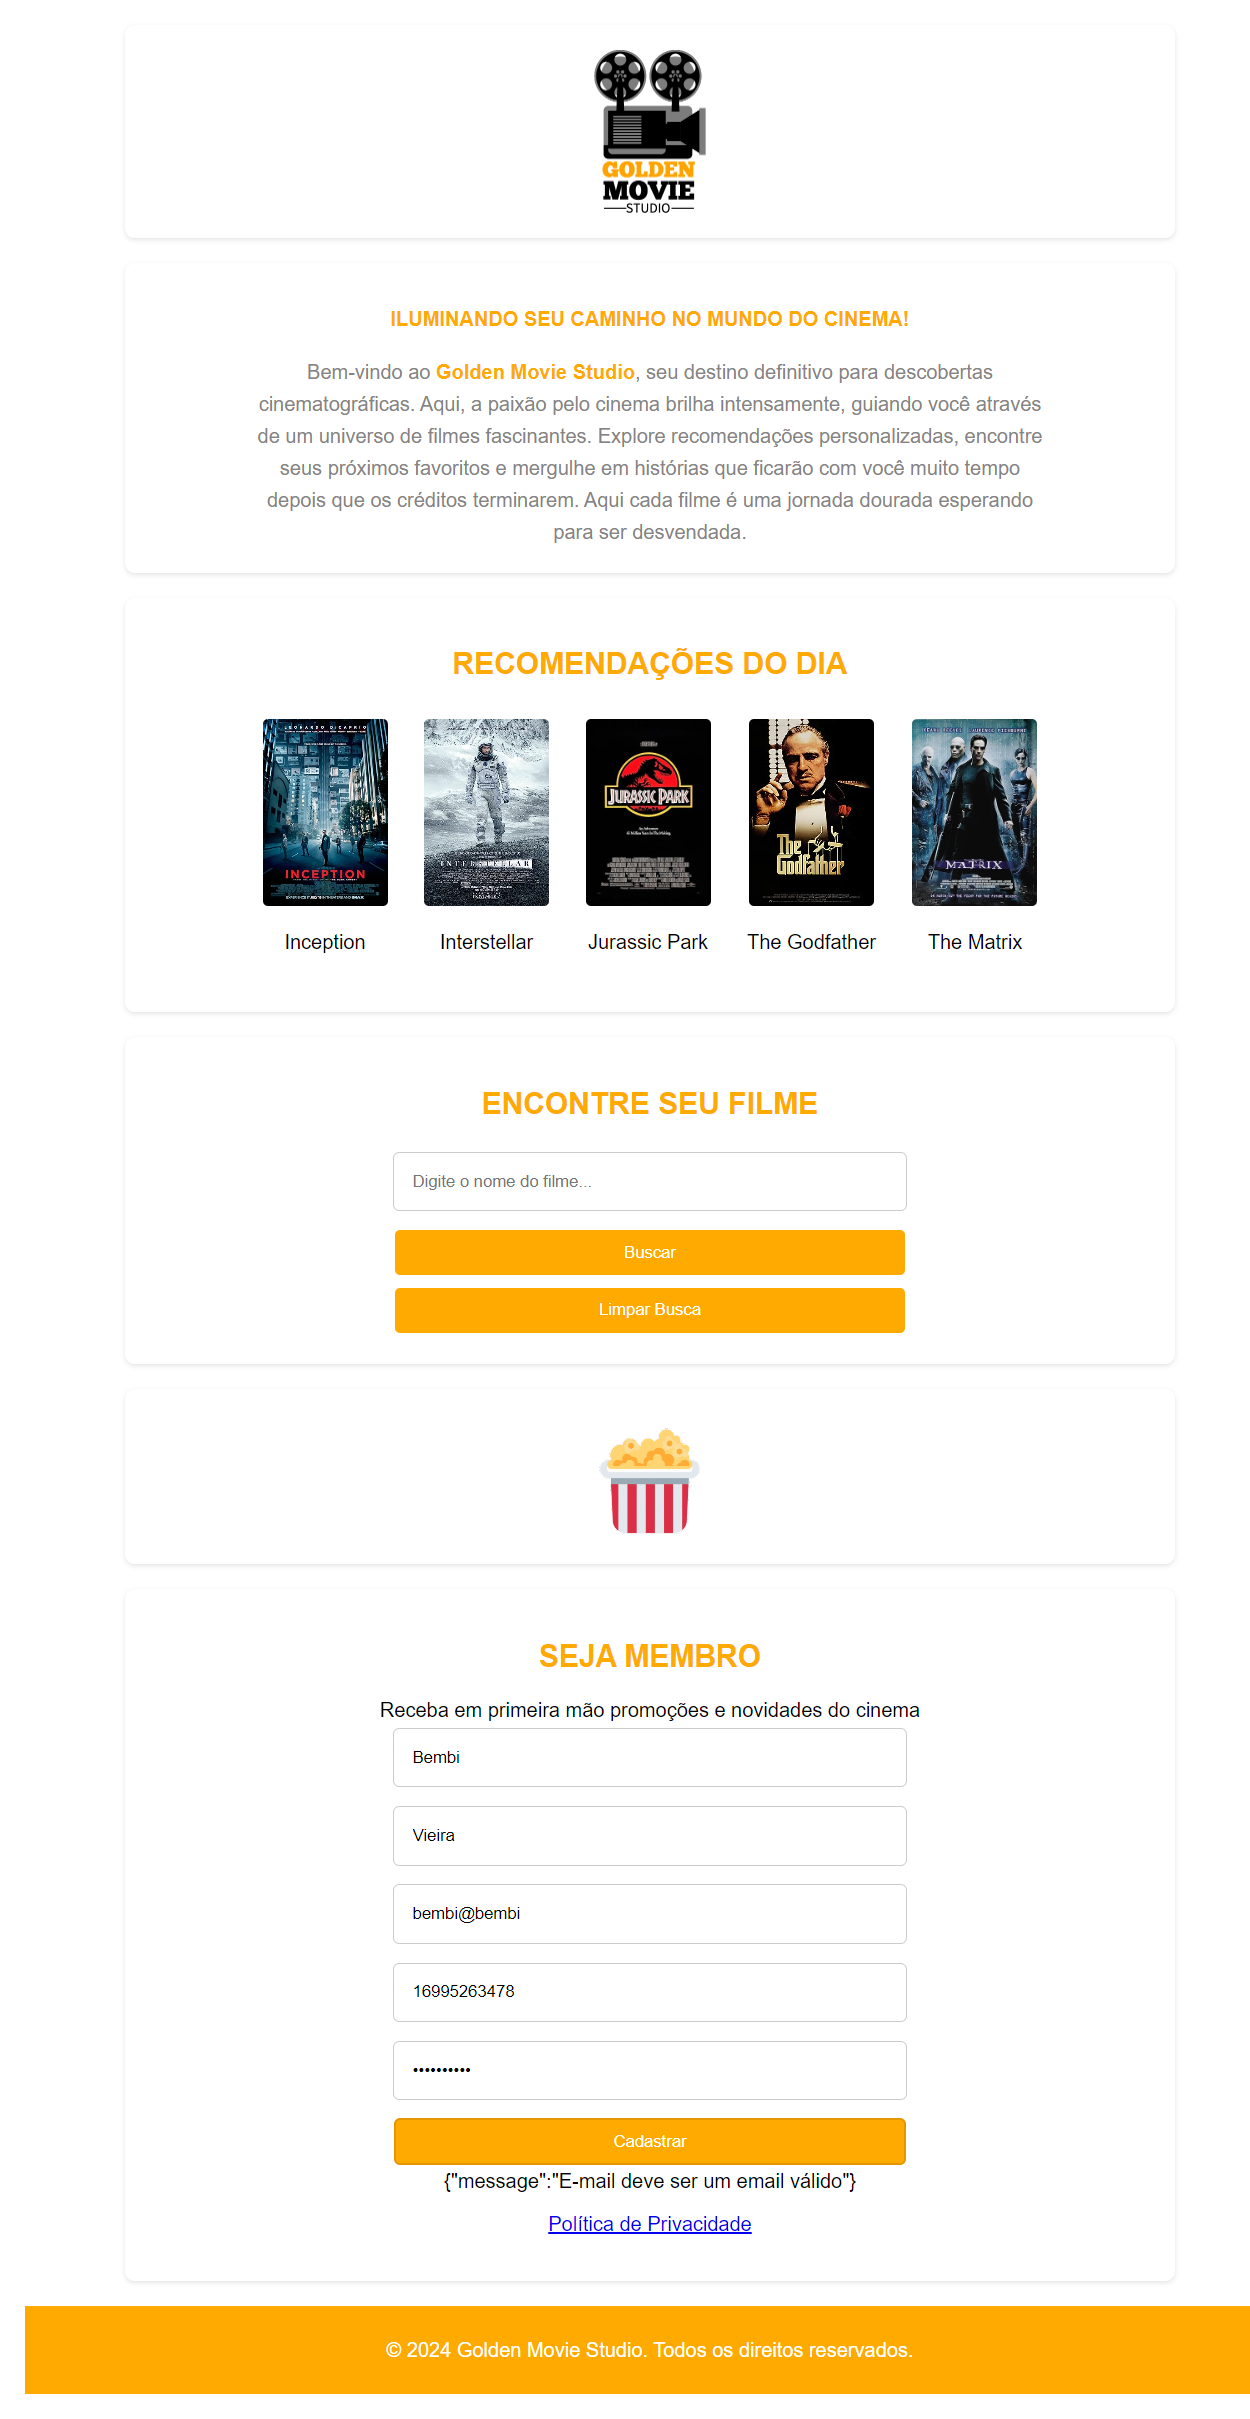 GOLDEN
MOVIE
STUDIO
ILUMINANDO SEU CAMINHO NO MUNDO DO CINEMA!
Bem-vindo ao Golden Movie Studio, seu destino definitivo para descobertas
cinematográficas. Aqui, a paixão pelo cinema brilha intensamente, guiando você através
de um universo de filmes fascinantes. Explore recomendações personalizadas, encontre
seus próximos favoritos e mergulhe em histórias que ficarão com você muito tempo
depois que os créditos terminarem. Aqui cada filme é uma jornada dourada esperando
para ser desvendada.
RECOMENDAÇÕES DO DIA
LEONARDO DICAPRIO
INCEPTION
INTERSTELLAR
JURASSIC PARK
The
Godfather
KEANU REEVES LAURENCE FISHBURNE
MATRIX
Inception
Interstellar
Jurassic Park
The Godfather
The Matrix
ENCONTRE SEU FILME
Digite o nome do filme...
Buscar
Limpar Busca
SEJA MEMBRO
Receba em primeira mão promoções e novidades do cinema
Bembi
Vieira
bembi@bembi
16995263478
••••••••••
Cadastrar
{"message":"E-mail deve ser um email válido"}
Política de Privacidade
© 2024 Golden Movie Studio. Todos os direitos reservados.